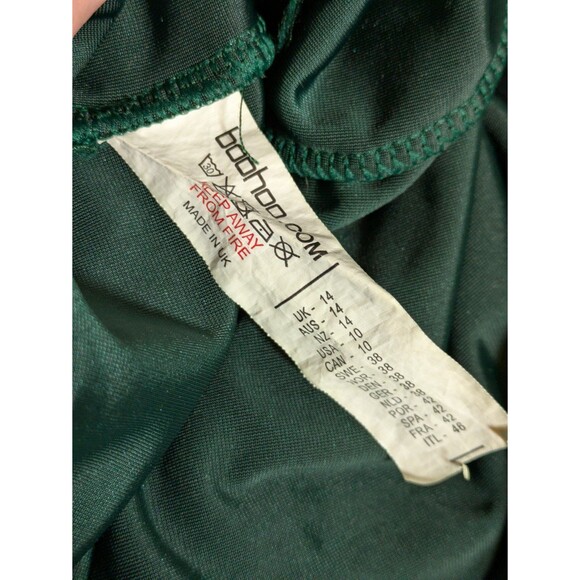 boohoo.com
30
KEEP AWAY
FROM FIRE
MADE IN UK
UK - 14
AUS - 14
NZ - 14
USA - 10
CAN - 10
SWE - 38
NOR - 38
DEN - 38
GER - 38
NLD - 38
POR - 42
SPA - 42
FRA - 42
ITL - 46